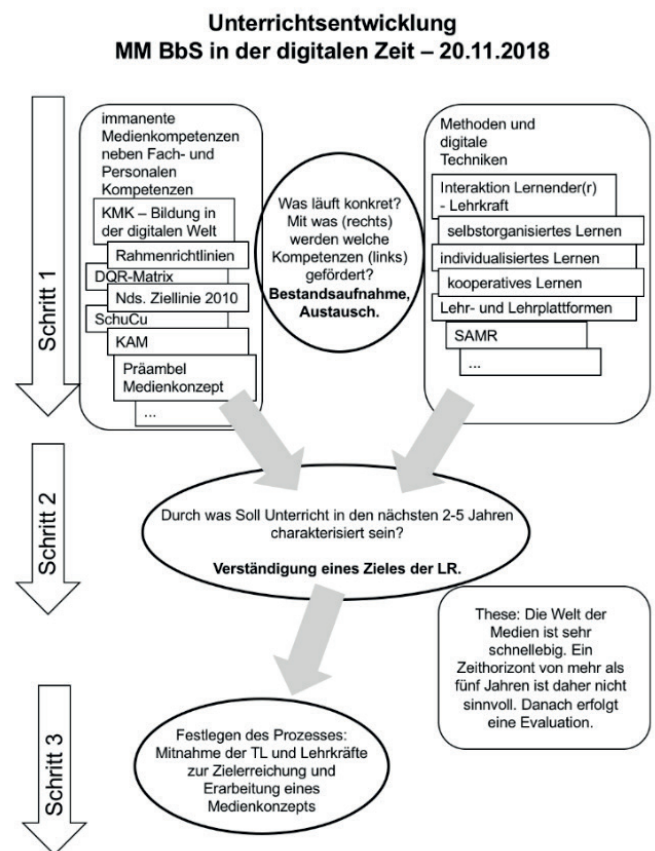 Unterrichtsentwicklung
MM BbS in der digitalen Zeit – 20.11.2018
Schritt 1
immanente
Medienkompetenzen
neben Fach- und
Personalen
Kompetenzen
KMK – Bildung in
der digitalen Welt
Rahmenrichtlinien
DQR-Matrix
Nds. Ziellinie 2010
SchuCu
KAM
Präambel
Medienkonzept
...
Was läuft konkret?
Mit was (rechts)
werden welche
Kompetenzen (links)
gefördert?
Bestandsaufnahme,
Austausch.
Methoden und
digitale
Techniken
Interaktion Lernender(r)
- Lehrkraft
selbstorganisiertes Lernen
individualisiertes Lernen
kooperatives Lernen
Lehr- und Lehrplattformen
SAMR
...
Schritt 2
Durch was Soll Unterricht in den nächsten 2-5 Jahren
charakterisiert sein?
Verständigung eines Zieles der LR.
These: Die Welt der
Medien ist sehr
schnellebig. Ein
Zeithorizont von mehr als
fünf Jahren ist daher nicht
sinnvoll. Danach erfolgt
eine Evaluation.
Schritt 3
Festlegen des Prozesses:
Mitnahme der TL und Lehrkräfte
zur Zielerreichung und
Erarbeitung eines
Medienkonzepts